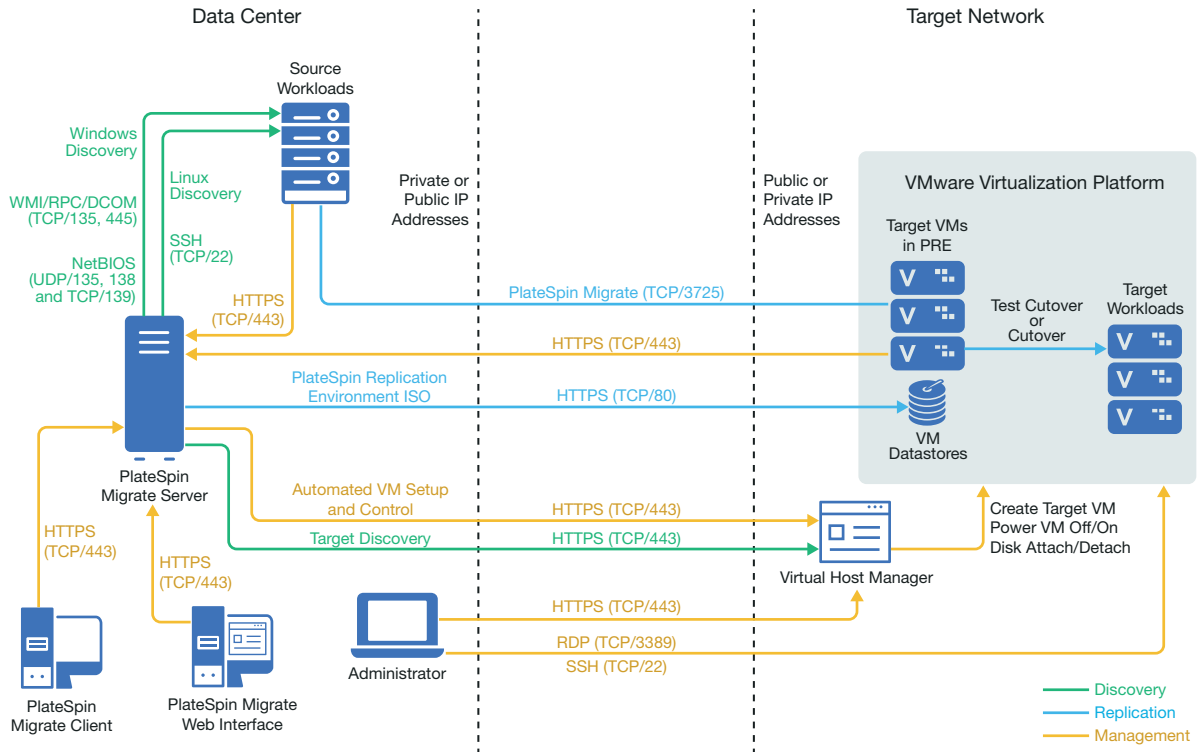 Data Center
Target Network
Source
Workloads
Windows
Discovery
Linux
Discovery
WMI/RPC/DCOM
(TCP/135, 445)
SSH
(TCP/22)
NetBIOS
(UDP/135, 138
and TCP/139)
HTTPS
(TCP/443)
Private or
Public IP
Addresses
Public or
Private IP
Addresses
VMware Virtualization Platform
Target VMs
in PRE
V
V
V
Test Cutover
or
Cutover
Target
Workloads
V
V
V
VM
Datastores
PlateSpin Migrate (TCP/3725)
HTTPS (TCP/443)
PlateSpin Replication
Environment ISO
HTTPS (TCP/80)
PlateSpin
Migrate Server
Automated VM Setup
and Control
HTTPS (TCP/443)
Target Discovery
HTTPS (TCP/443)
Virtual Host Manager
Create Target VM
Power VM Off/On
Disk Attach/Detach
HTTPS
(TCP/443)
HTTPS
(TCP/443)
HTTPS (TCP/443)
RDP (TCP/3389)
SSH (TCP/22)
Administrator
PlateSpin
Migrate Client
PlateSpin Migrate
Web Interface
Discovery
Replication
Management